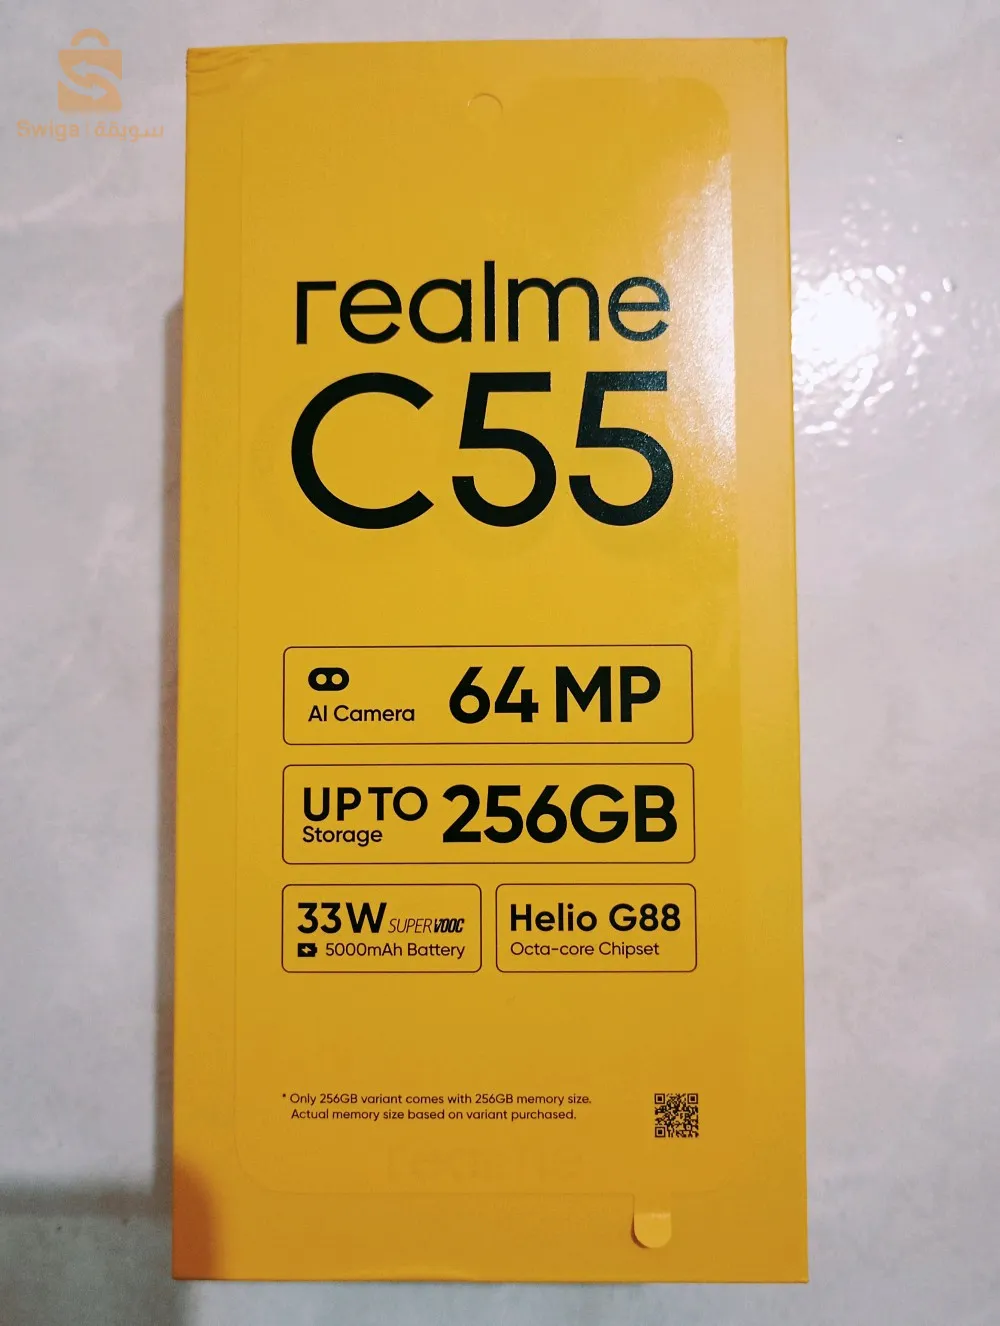 Swiga سويقة
realme
C55
AI Camera 64 MP
UP TO 256GB
Storage
33W SUPERVOOC
5000mAh Battery
Helio G88
Octa-core Chipset
* Only 256GB variant comes with 256GB memory size.
Actual memory size based on variant purchased.
realme